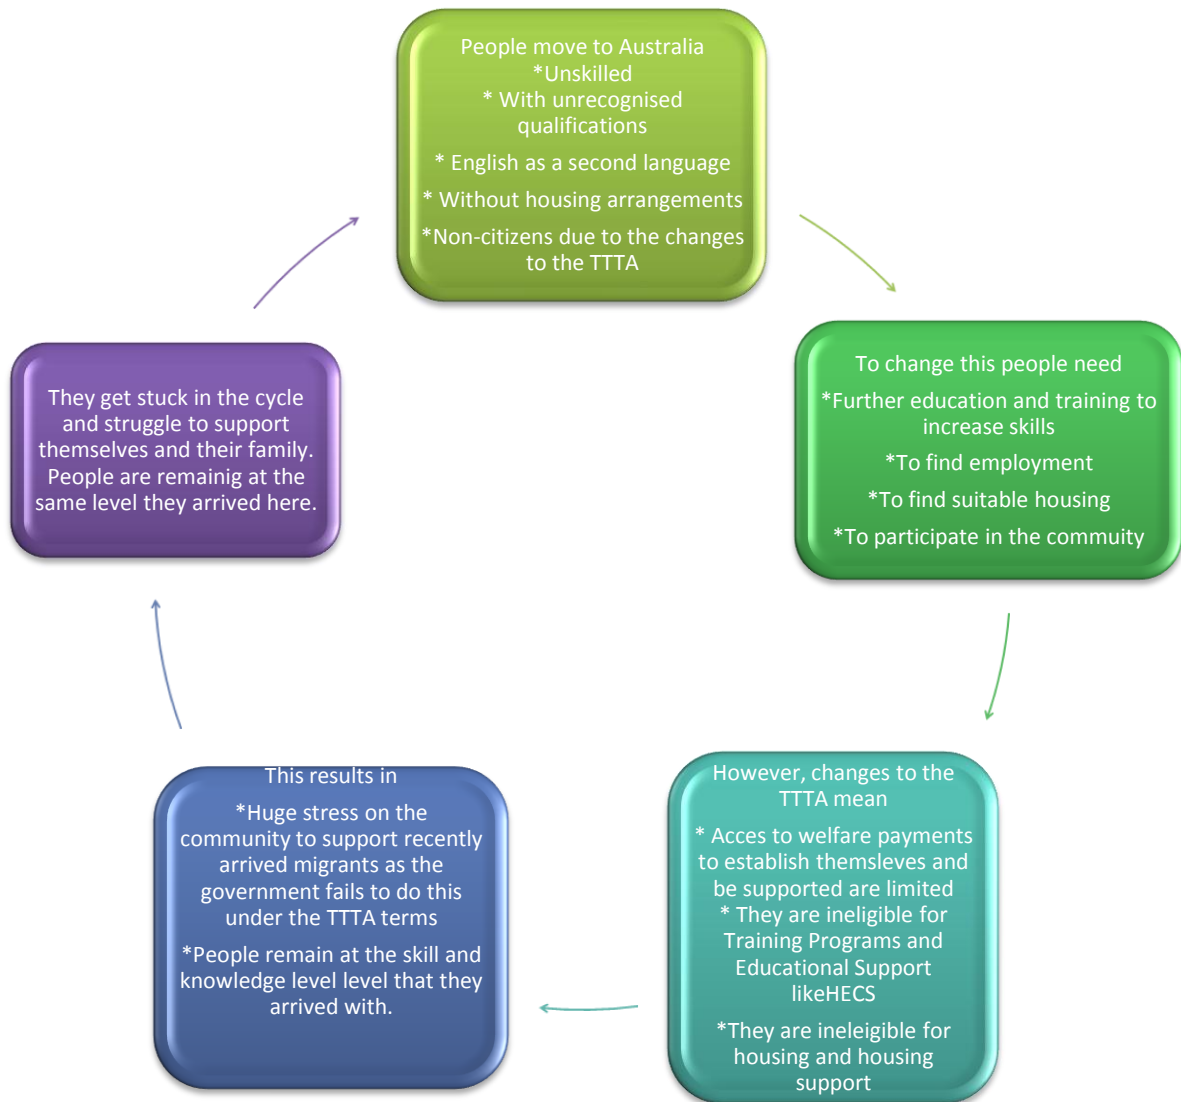 People move to Australia
*Unskilled
* With unrecognised
qualifications
* English as a second language
* Without housing arrangements
*Non-citizens due to the changes
to the TTTA
To change this people need
*Further education and training to
increase skills
*To find employment
*To find suitable housing
*To participate in the commuity
However, changes to the
TTTA mean
* Acces to welfare payments
to establish themsleves and
be supported are limited
* They are ineligible for
Training Programs and
Educational Support
likeHECS
*They are ineleigible for
housing and housing
support
This results in
*Huge stress on the
community to support recently
arrived migrants as the
government fails to do this
under the TTTA terms
*People remain at the skill and
knowledge level level that they
arrived with.
They get stuck in the cycle
and struggle to support
themselves and their family.
People are remainig at the
same level they arrived here.